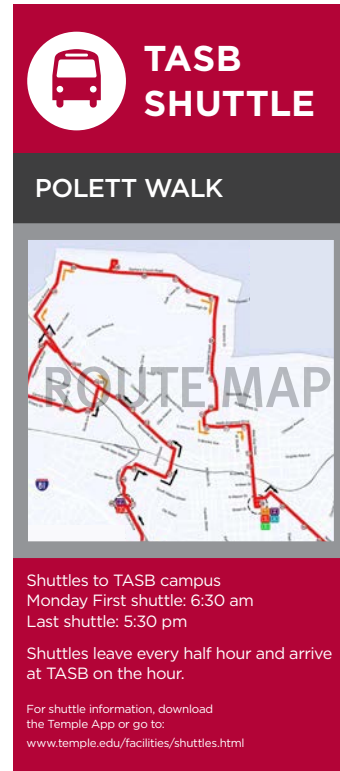 TASB
SHUTTLE
POLETT WALK
ROUTE MAP
Shuttles to TASB campus
Monday First shuttle: 6:30 am
Last shuttle: 5:30 pm
Shuttles leave every half hour and arrive
at TASB on the hour.
For shuttle information, download
the Temple App or go to:
www.temple.edu/facilities/shuttles.html